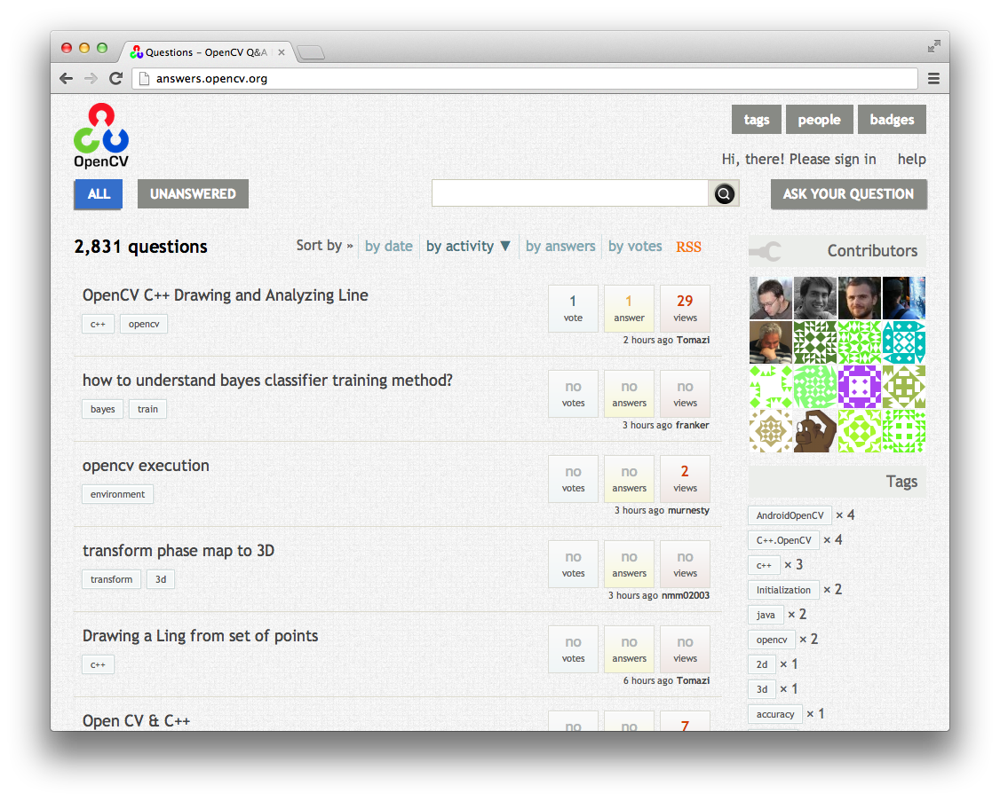 Questions – OpenCV Q&A
answers.opencv.org
OpenCV
tags people badges
Hi, there! Please sign in help
ALL UNANSWERED ASK YOUR QUESTION
2,831 questions Sort by » by date by activity ▼ by answers by votes RSS
OpenCV C++ Drawing and Analyzing Line
c++ opencv
1 vote 1 answer 29 views
2 hours ago Tomazi
how to understand bayes classifier training method?
bayes train
no votes no answers no views
3 hours ago franker
opencv execution
environment
no votes no answers 2 views
3 hours ago murnesty
transform phase map to 3D
transform 3d
no votes no answers no views
3 hours ago nmm02003
Drawing a Ling from set of points
c++
no votes no answers no views
6 hours ago Tomazi
Open CV & C++
no no 7
Contributors
Tags
AndroidOpenCV × 4
C++.OpenCV × 4
c++ × 3
Initialization × 2
java × 2
opencv × 2
2d × 1
3d × 1
accuracy × 1